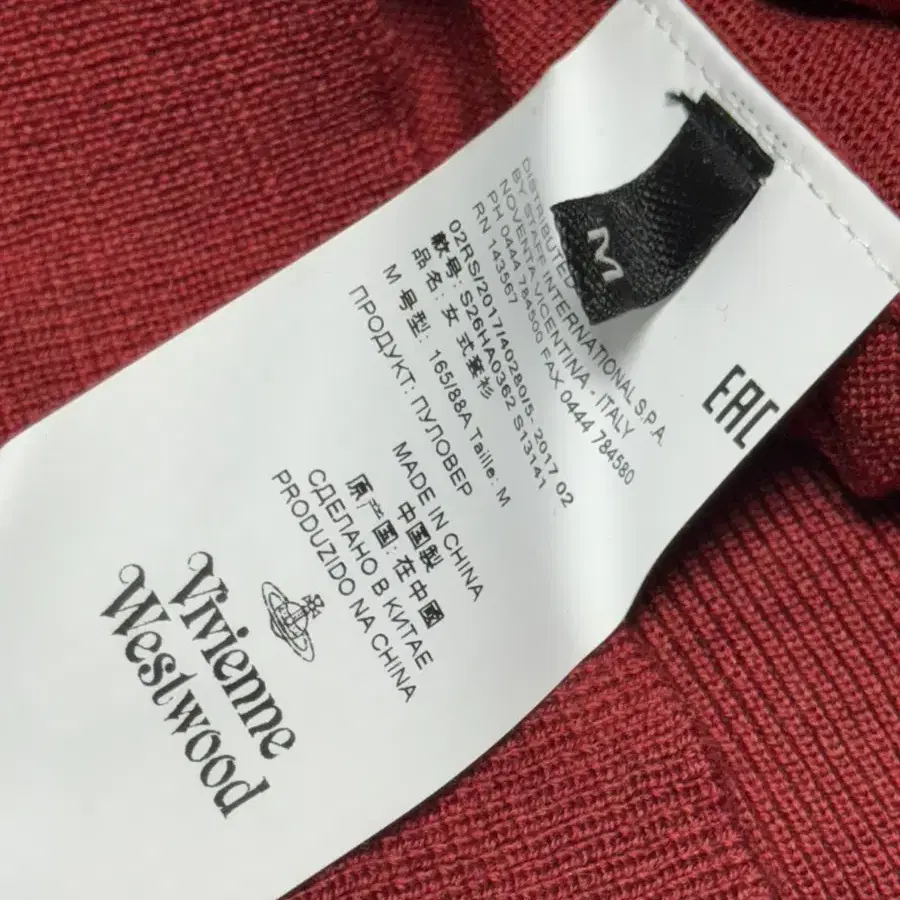 M
DISTRIBUTED
BY STAFF INTERNATIONAL S.P.A.
NOVENTA VICENTINA - ITALY
PH 0444 784500 FAX 0444 784580
RN 143567
02RS/2017/40280/5- 2017 02
款号: S26HA0362 S13141
品名: 女 式套衫
M 号型: 165/88A Taille: M
ПРОДУКТ: ПУЛОВЕР
EAC
MADE IN CHINA
中国製
原产国: 在中國
СДЕЛАНО В КИТАЕ
PRODUZIDO NA CHINA
Vivienne
Westwood